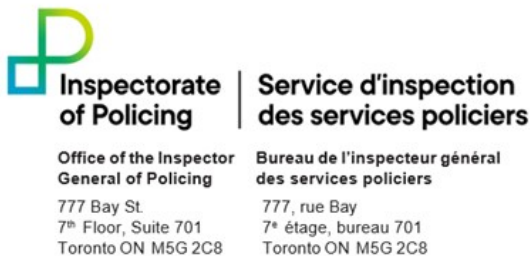 Inspectorate
of Policing
Service d'inspection
des services policiers
Office of the Inspector
General of Policing
777 Bay St.
7th Floor, Suite 701
Toronto ON M5G 2C8
Bureau de l'inspecteur général
des services policiers
777, rue Bay
7e étage, bureau 701
Toronto ON M5G 2C8